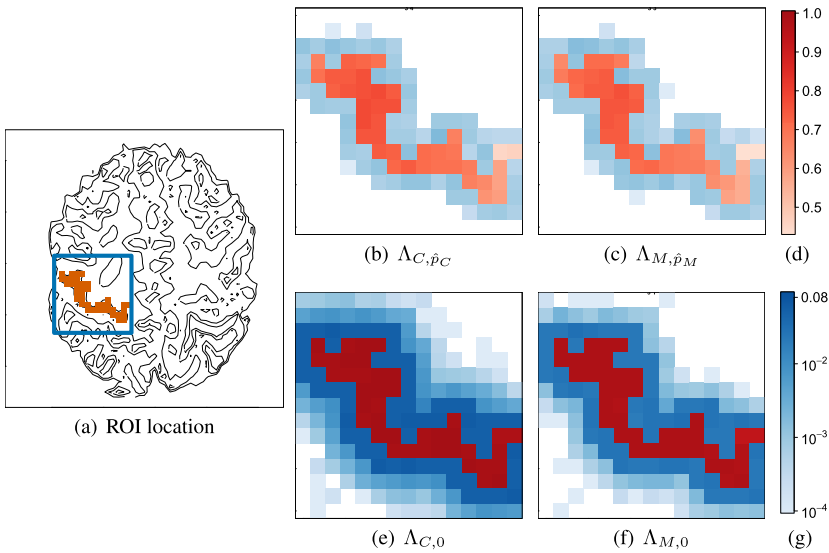 (a) ROI location
(b) Λ_{C,p̂_C}
(c) Λ_{M,p̂_M}
1.0
0.9
0.8
0.7
0.6
0.5
(d)
(e) Λ_{C,0}
(f) Λ_{M,0}
0.08
10⁻²
10⁻³
10⁻⁴
(g)